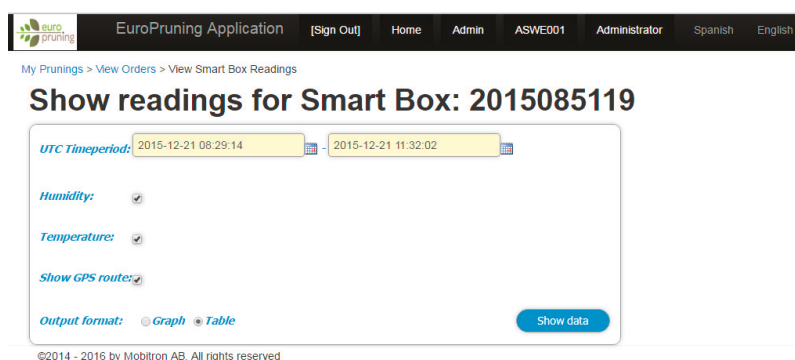 euro
pruning
EuroPruning Application [Sign Out] Home Admin ASWE001 Administrator Spanish English
My Prunings > View Orders > View Smart Box Readings
Show readings for Smart Box: 2015085119
UTC Timeperiod: 2015-12-21 08:29:14 - 2015-12-21 11:32:02
Humidity:
Temperature:
Show GPS route:
Output format: Graph Table Show data
©2014 - 2016 by Mobitron AB. All rights reserved